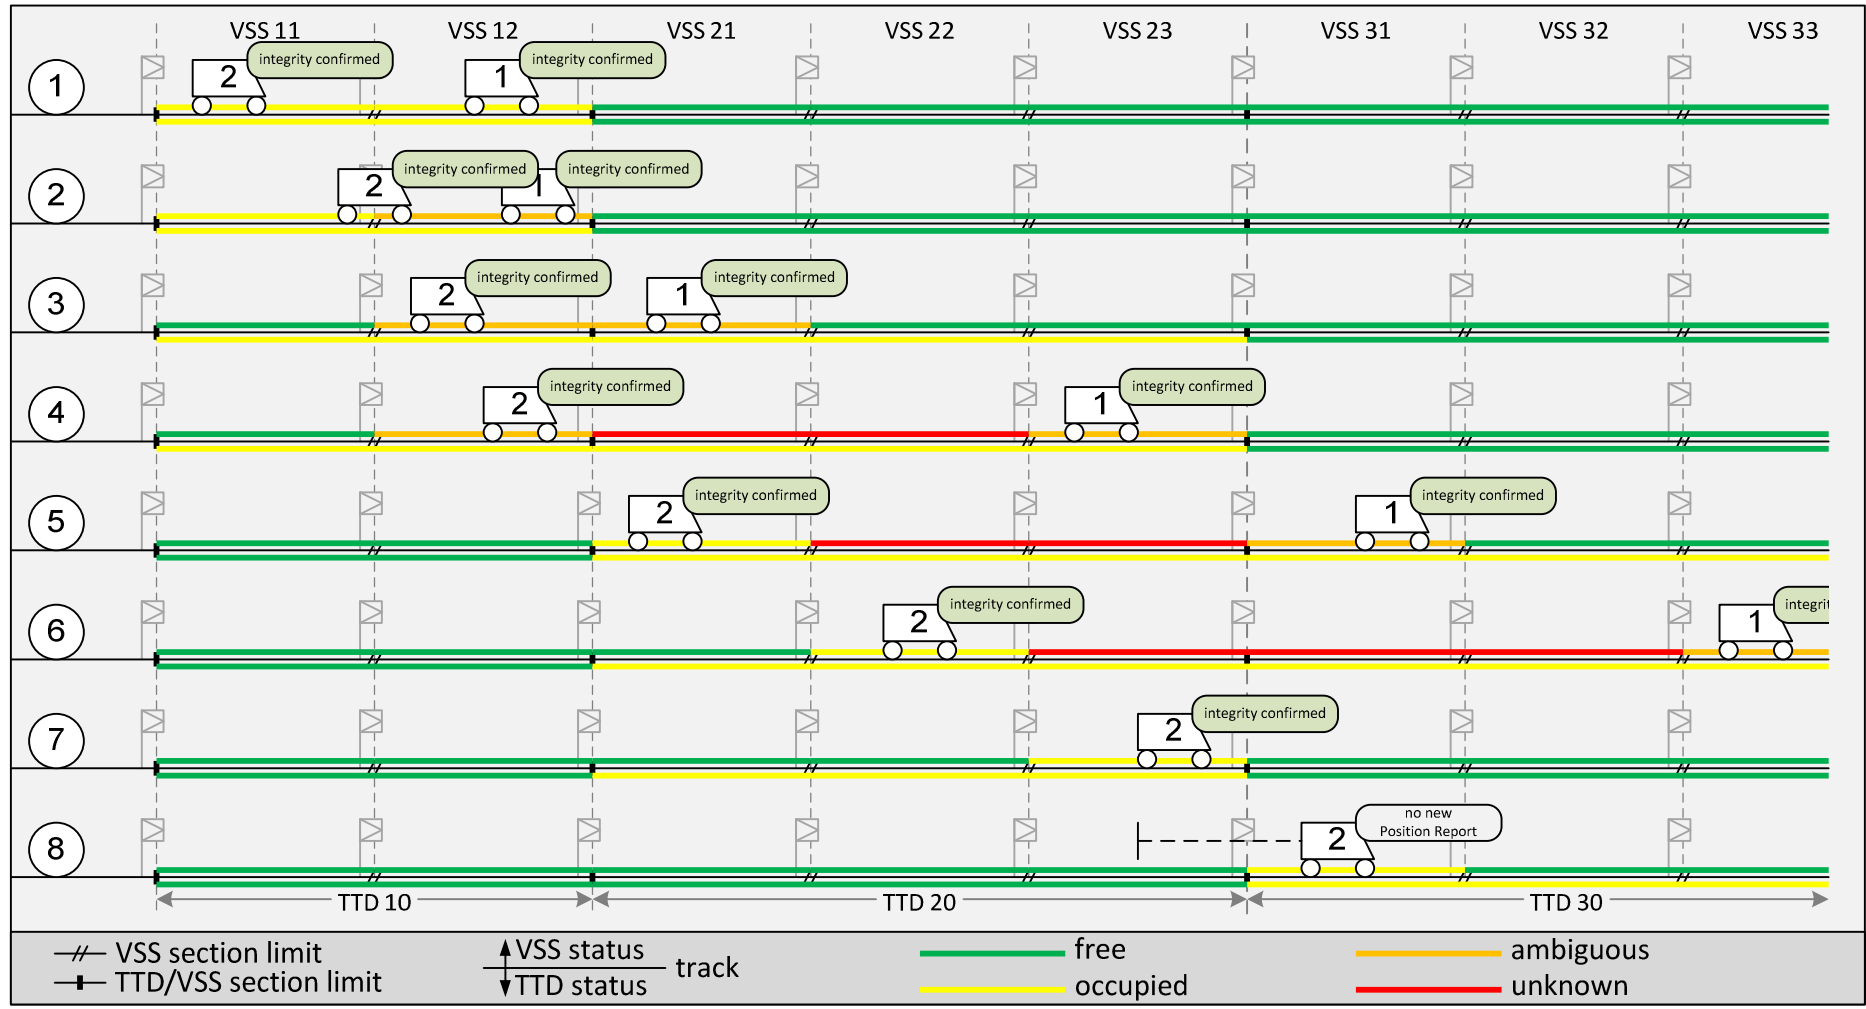 VSS 11 VSS 12 VSS 21 VSS 22 VSS 23 VSS 31 VSS 32 VSS 33
1 2 integrity confirmed 1 integrity confirmed
2 2 integrity confirmed 1 integrity confirmed
3 2 integrity confirmed 1 integrity confirmed
4 2 integrity confirmed 1 integrity confirmed
5 2 integrity confirmed 1 integrity confirmed
6 2 integrity confirmed 1 integrit
7 2 integrity confirmed
8 2 no new
Position Report
TTD 10 TTD 20 TTD 30
VSS section limit VSS status track free ambiguous
TTD/VSS section limit TTD status occupied unknown